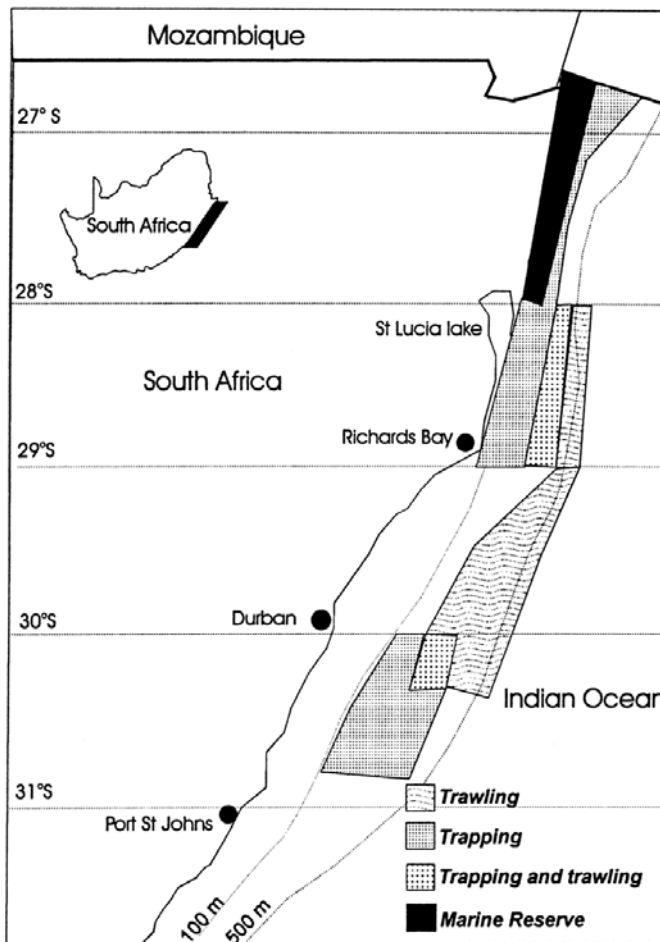 Mozambique
27° S
South Africa
28°S
St Lucia lake
South Africa
Richards Bay
29°S
Durban
30°S
Indian Ocean
31°S
Port St Johns
Trawling
Trapping
Trapping and trawling
Marine Reserve
100 m
500 m